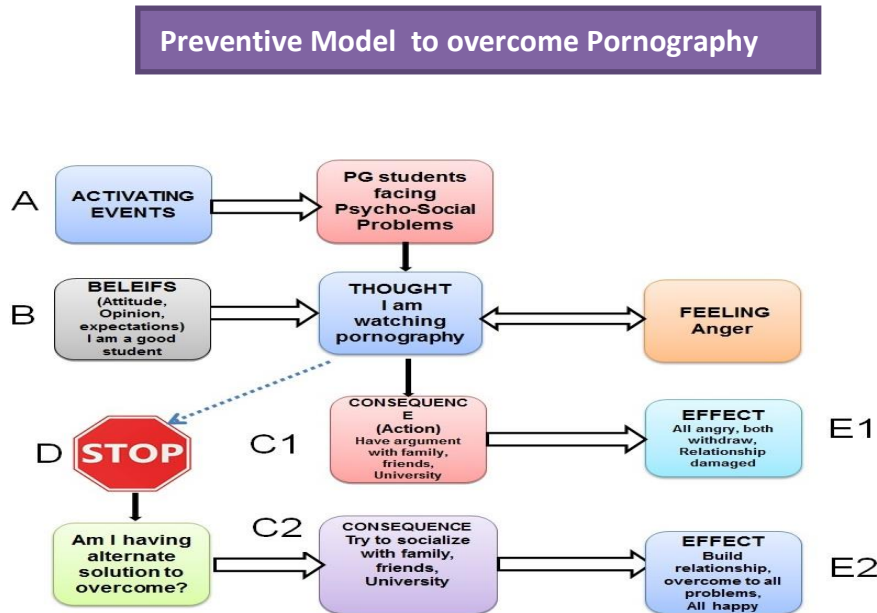 Preventive Model to overcome Pornography
A
ACTIVATING
EVENTS
PG students
facing
Psycho-Social
Problems
B
BELEIFS
(Attitude,
Opinion,
expectations)
I am a good
student
THOUGHT
I am
watching
pornography
FEELING
Anger
D
STOP
C1
CONSEQUENC
E
(Action)
Have argument
with family,
friends,
University
EFFECT
All angry, both
withdraw,
Relationship
damaged
E1
Am I having
alternate
solution to
overcome?
C2
CONSEQUENCE
Try to socialize
with family,
friends,
University
EFFECT
Build
relationship,
overcome to all
problems,
All happy
E2